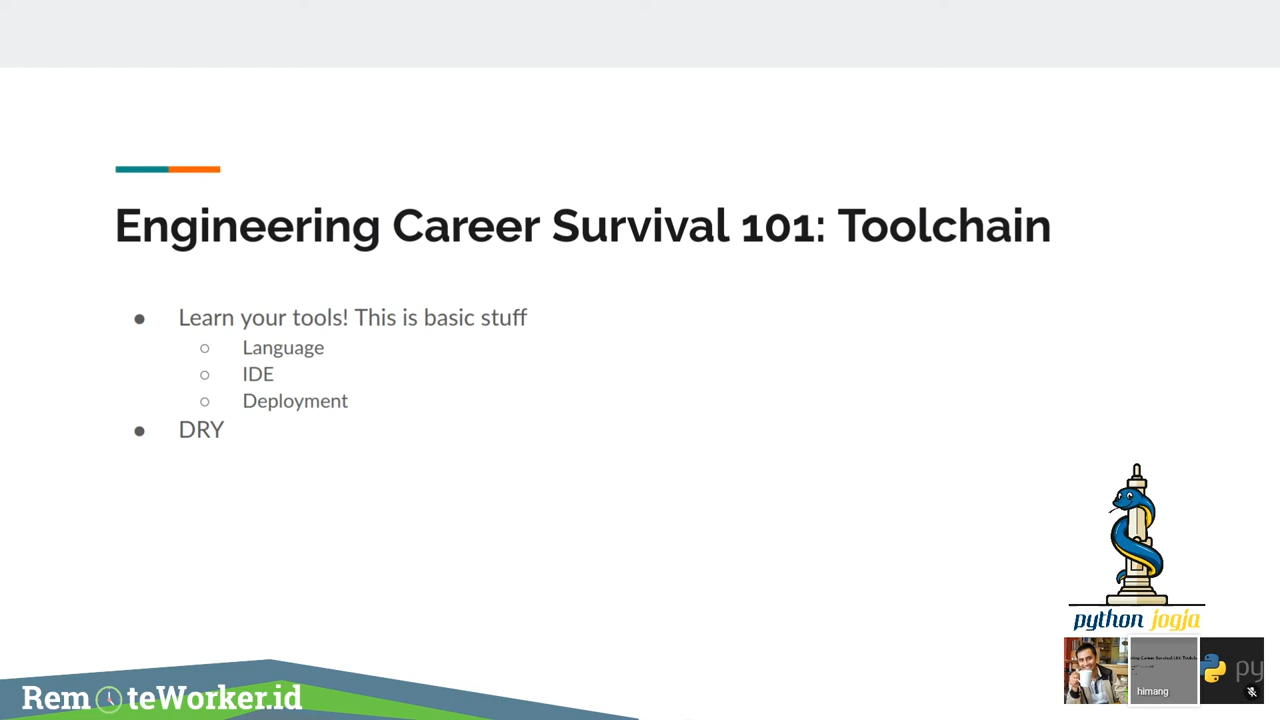 Engineering Career Survival 101: Toolchain
● Learn your tools! This is basic stuff
○ Language
○ IDE
○ Deployment
● DRY
python jogja
himang
py
RemoteWorker.id